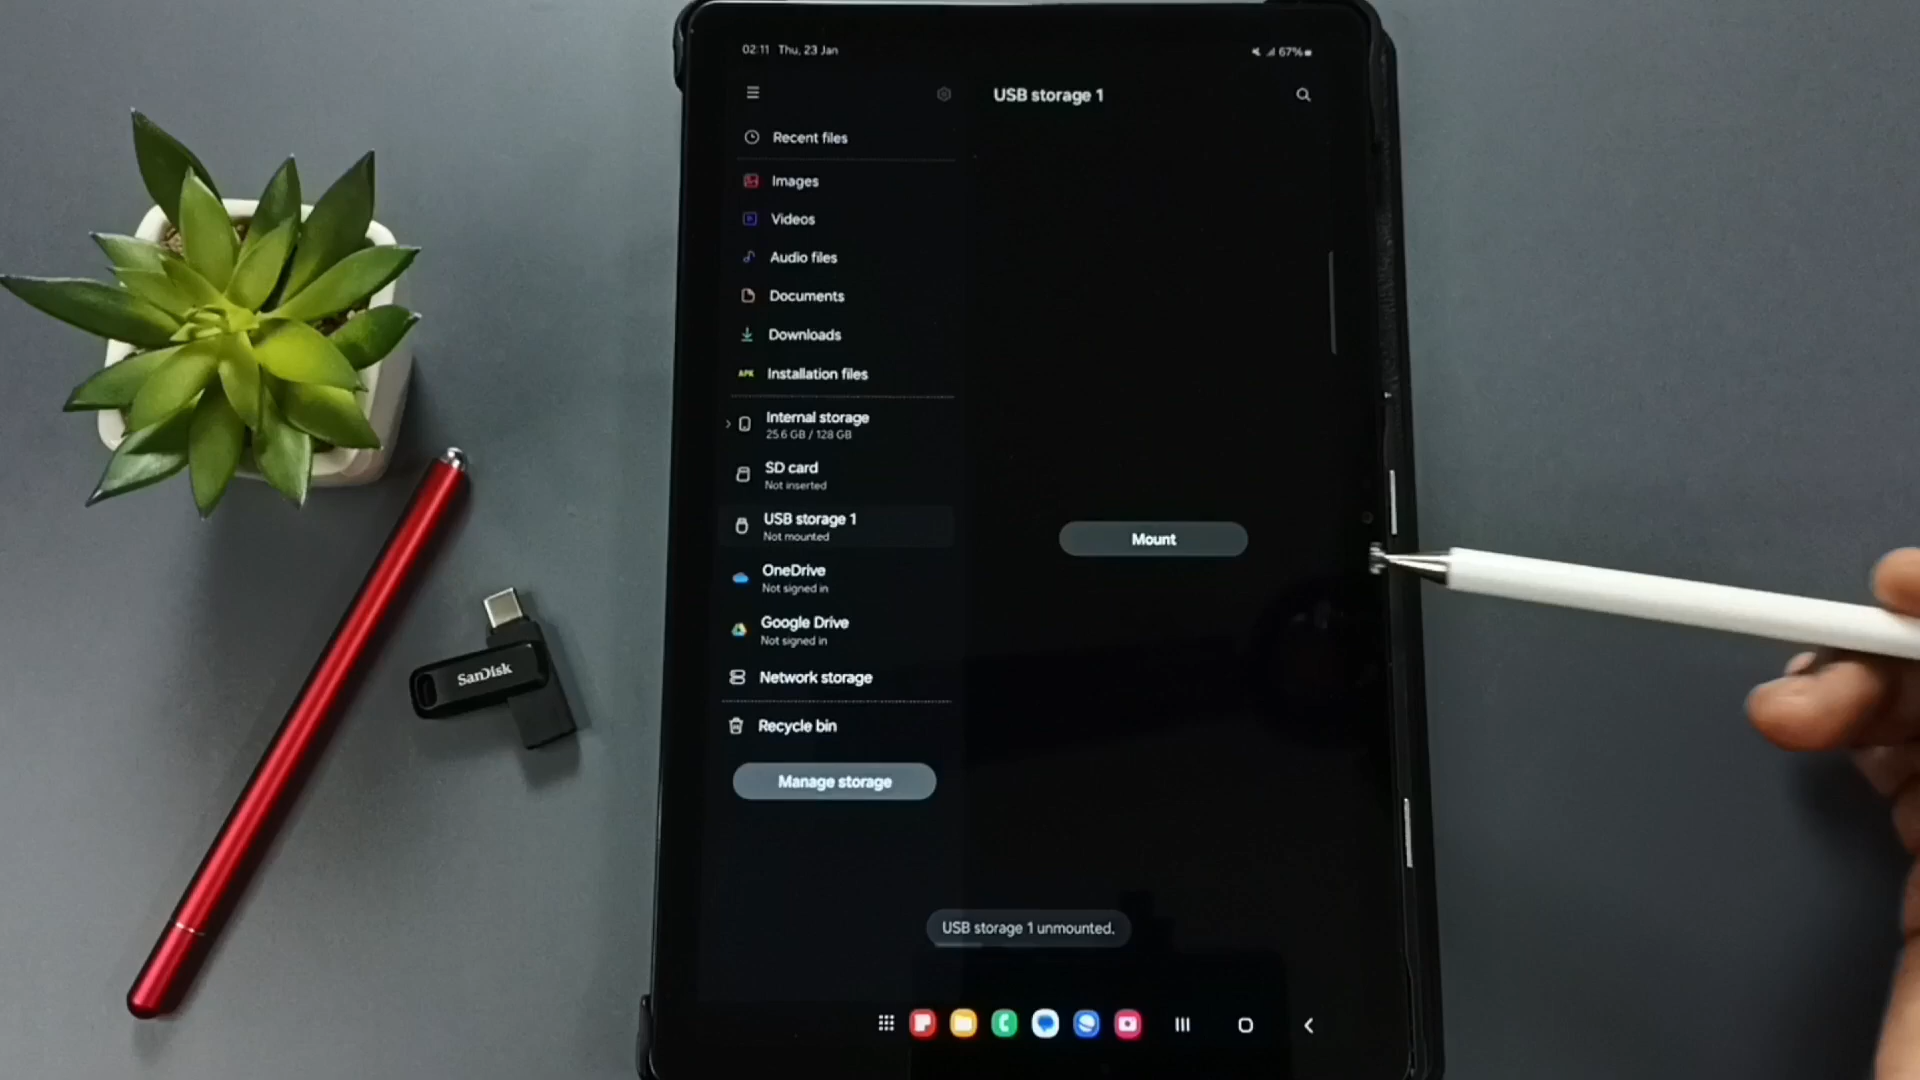 02:11 Thu, 23 Jan
67%
USB storage 1
Recent files
Images
Videos
Audio files
Documents
Downloads
APK Installation files
Internal storage
25.6 GB / 128 GB
SD card
Not inserted
USB storage 1
Not mounted
OneDrive
Not signed in
Google Drive
Not signed in
Network storage
Recycle bin
Manage storage
Mount
USB storage 1 unmounted.
SanDisk